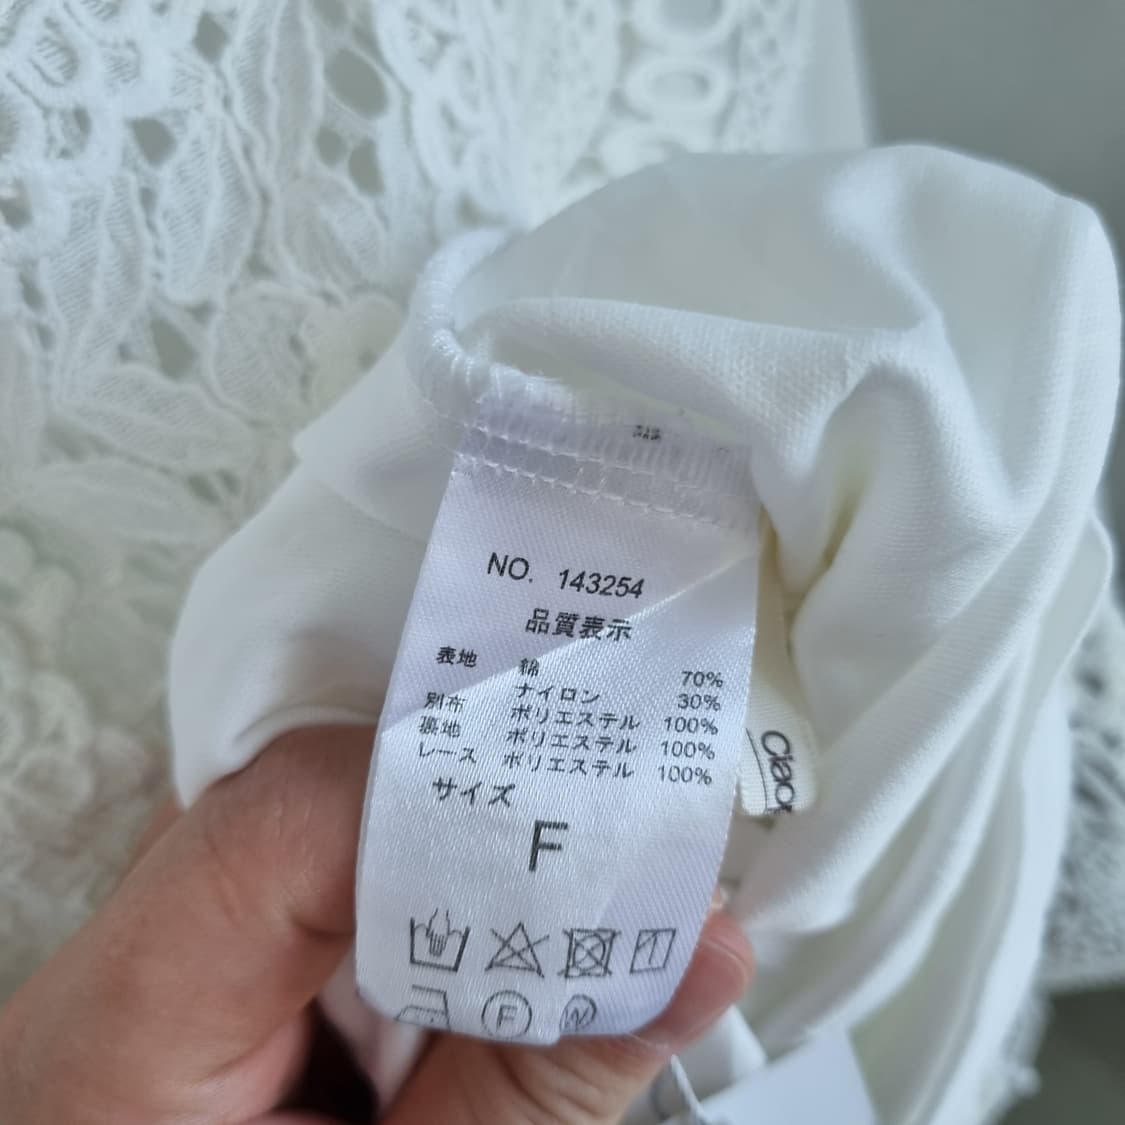 NO. 143254
品質表示
表地 綿 70%
ナイロン 30%
別布 ポリエステル 100%
裏地 ポリエステル 100%
レース ポリエステル 100%
サイズ
F
F
W